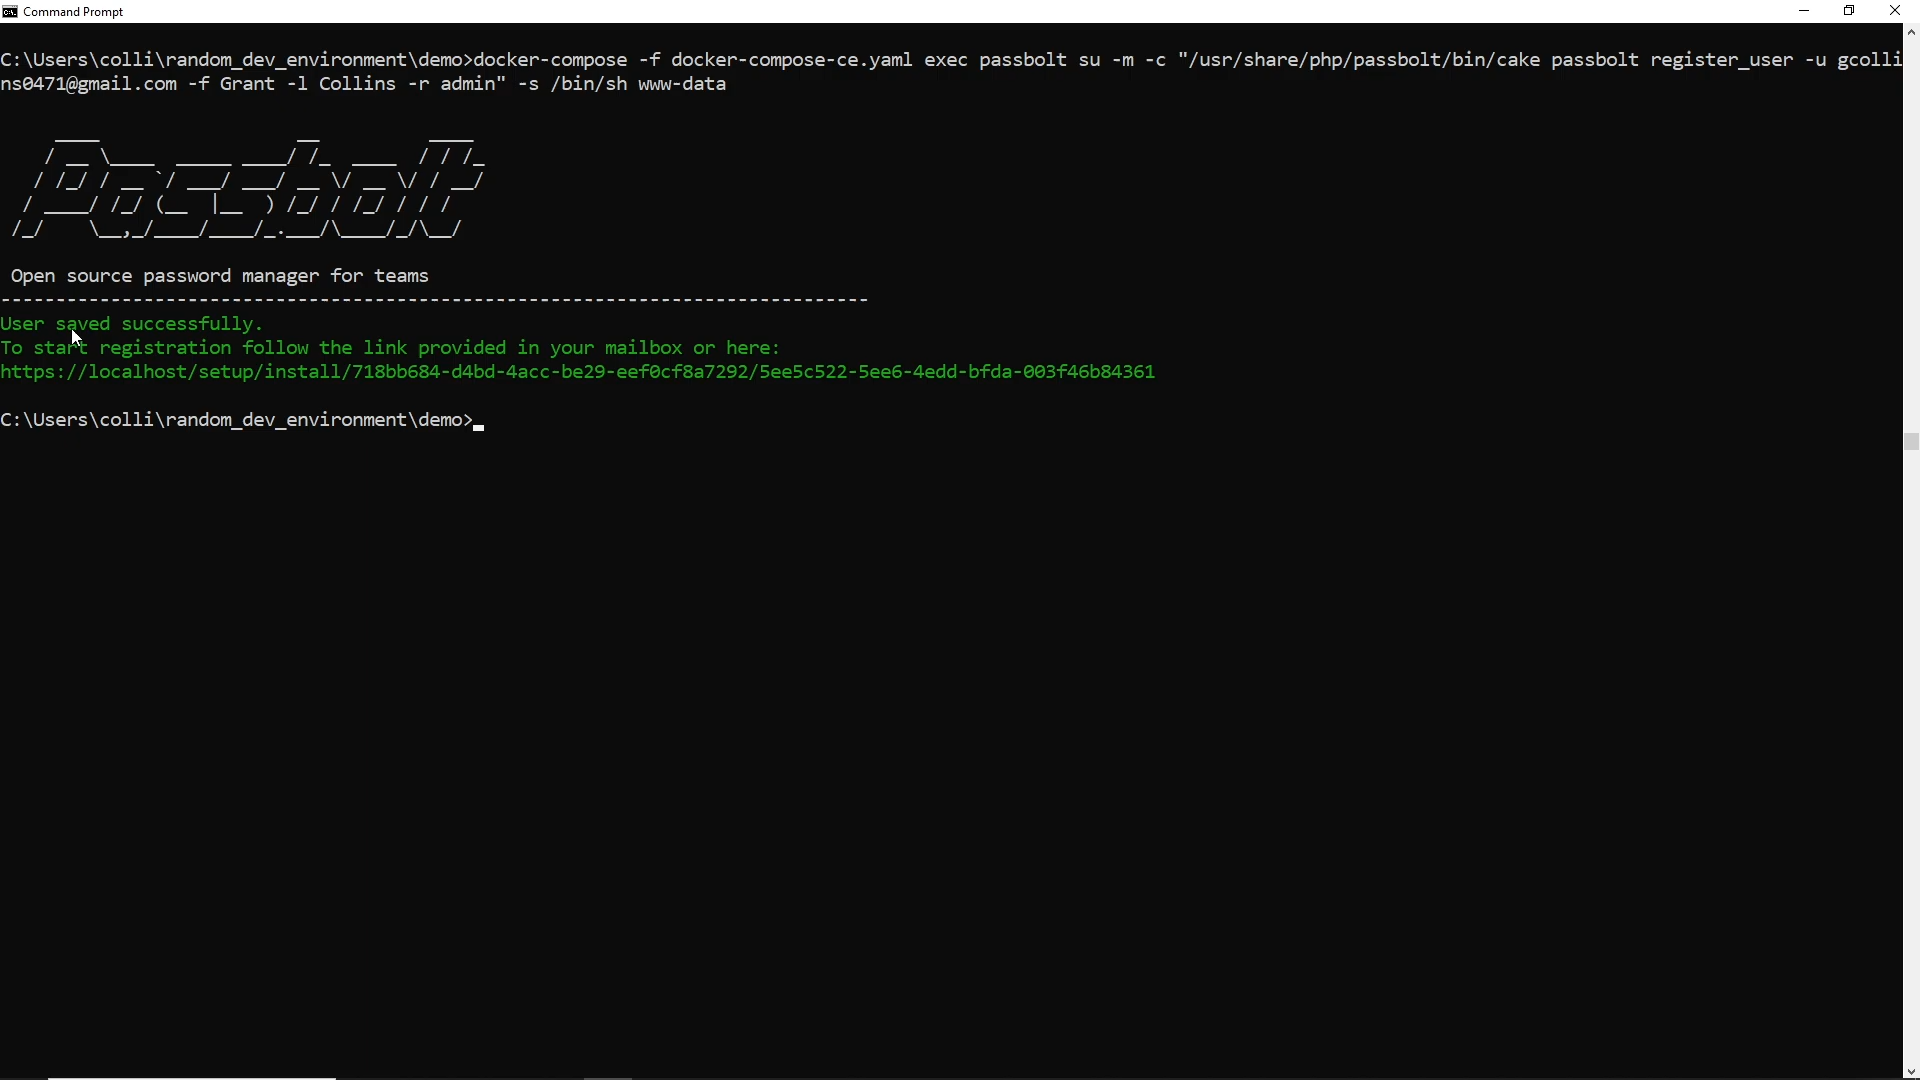 Command Prompt
C:\Users\colli\random_dev_environment\demo>docker-compose -f docker-compose-ce.yaml exec passbolt su -m -c "/usr/share/php/passbolt/bin/cake passbolt register_user -u gcolli
ns0471@gmail.com -f Grant -l Collins -r admin" -s /bin/sh www-data
Passbolt
Open source password manager for teams
-------------------------------------------------------------------------------
User saved successfully.
To start registration follow the link provided in your mailbox or here:
https://localhost/setup/install/718bb684-d4bd-4acc-be29-eef0cf8a7292/5ee5c522-5ee6-4edd-bfda-003f46b84361
C:\Users\colli\random_dev_environment\demo>